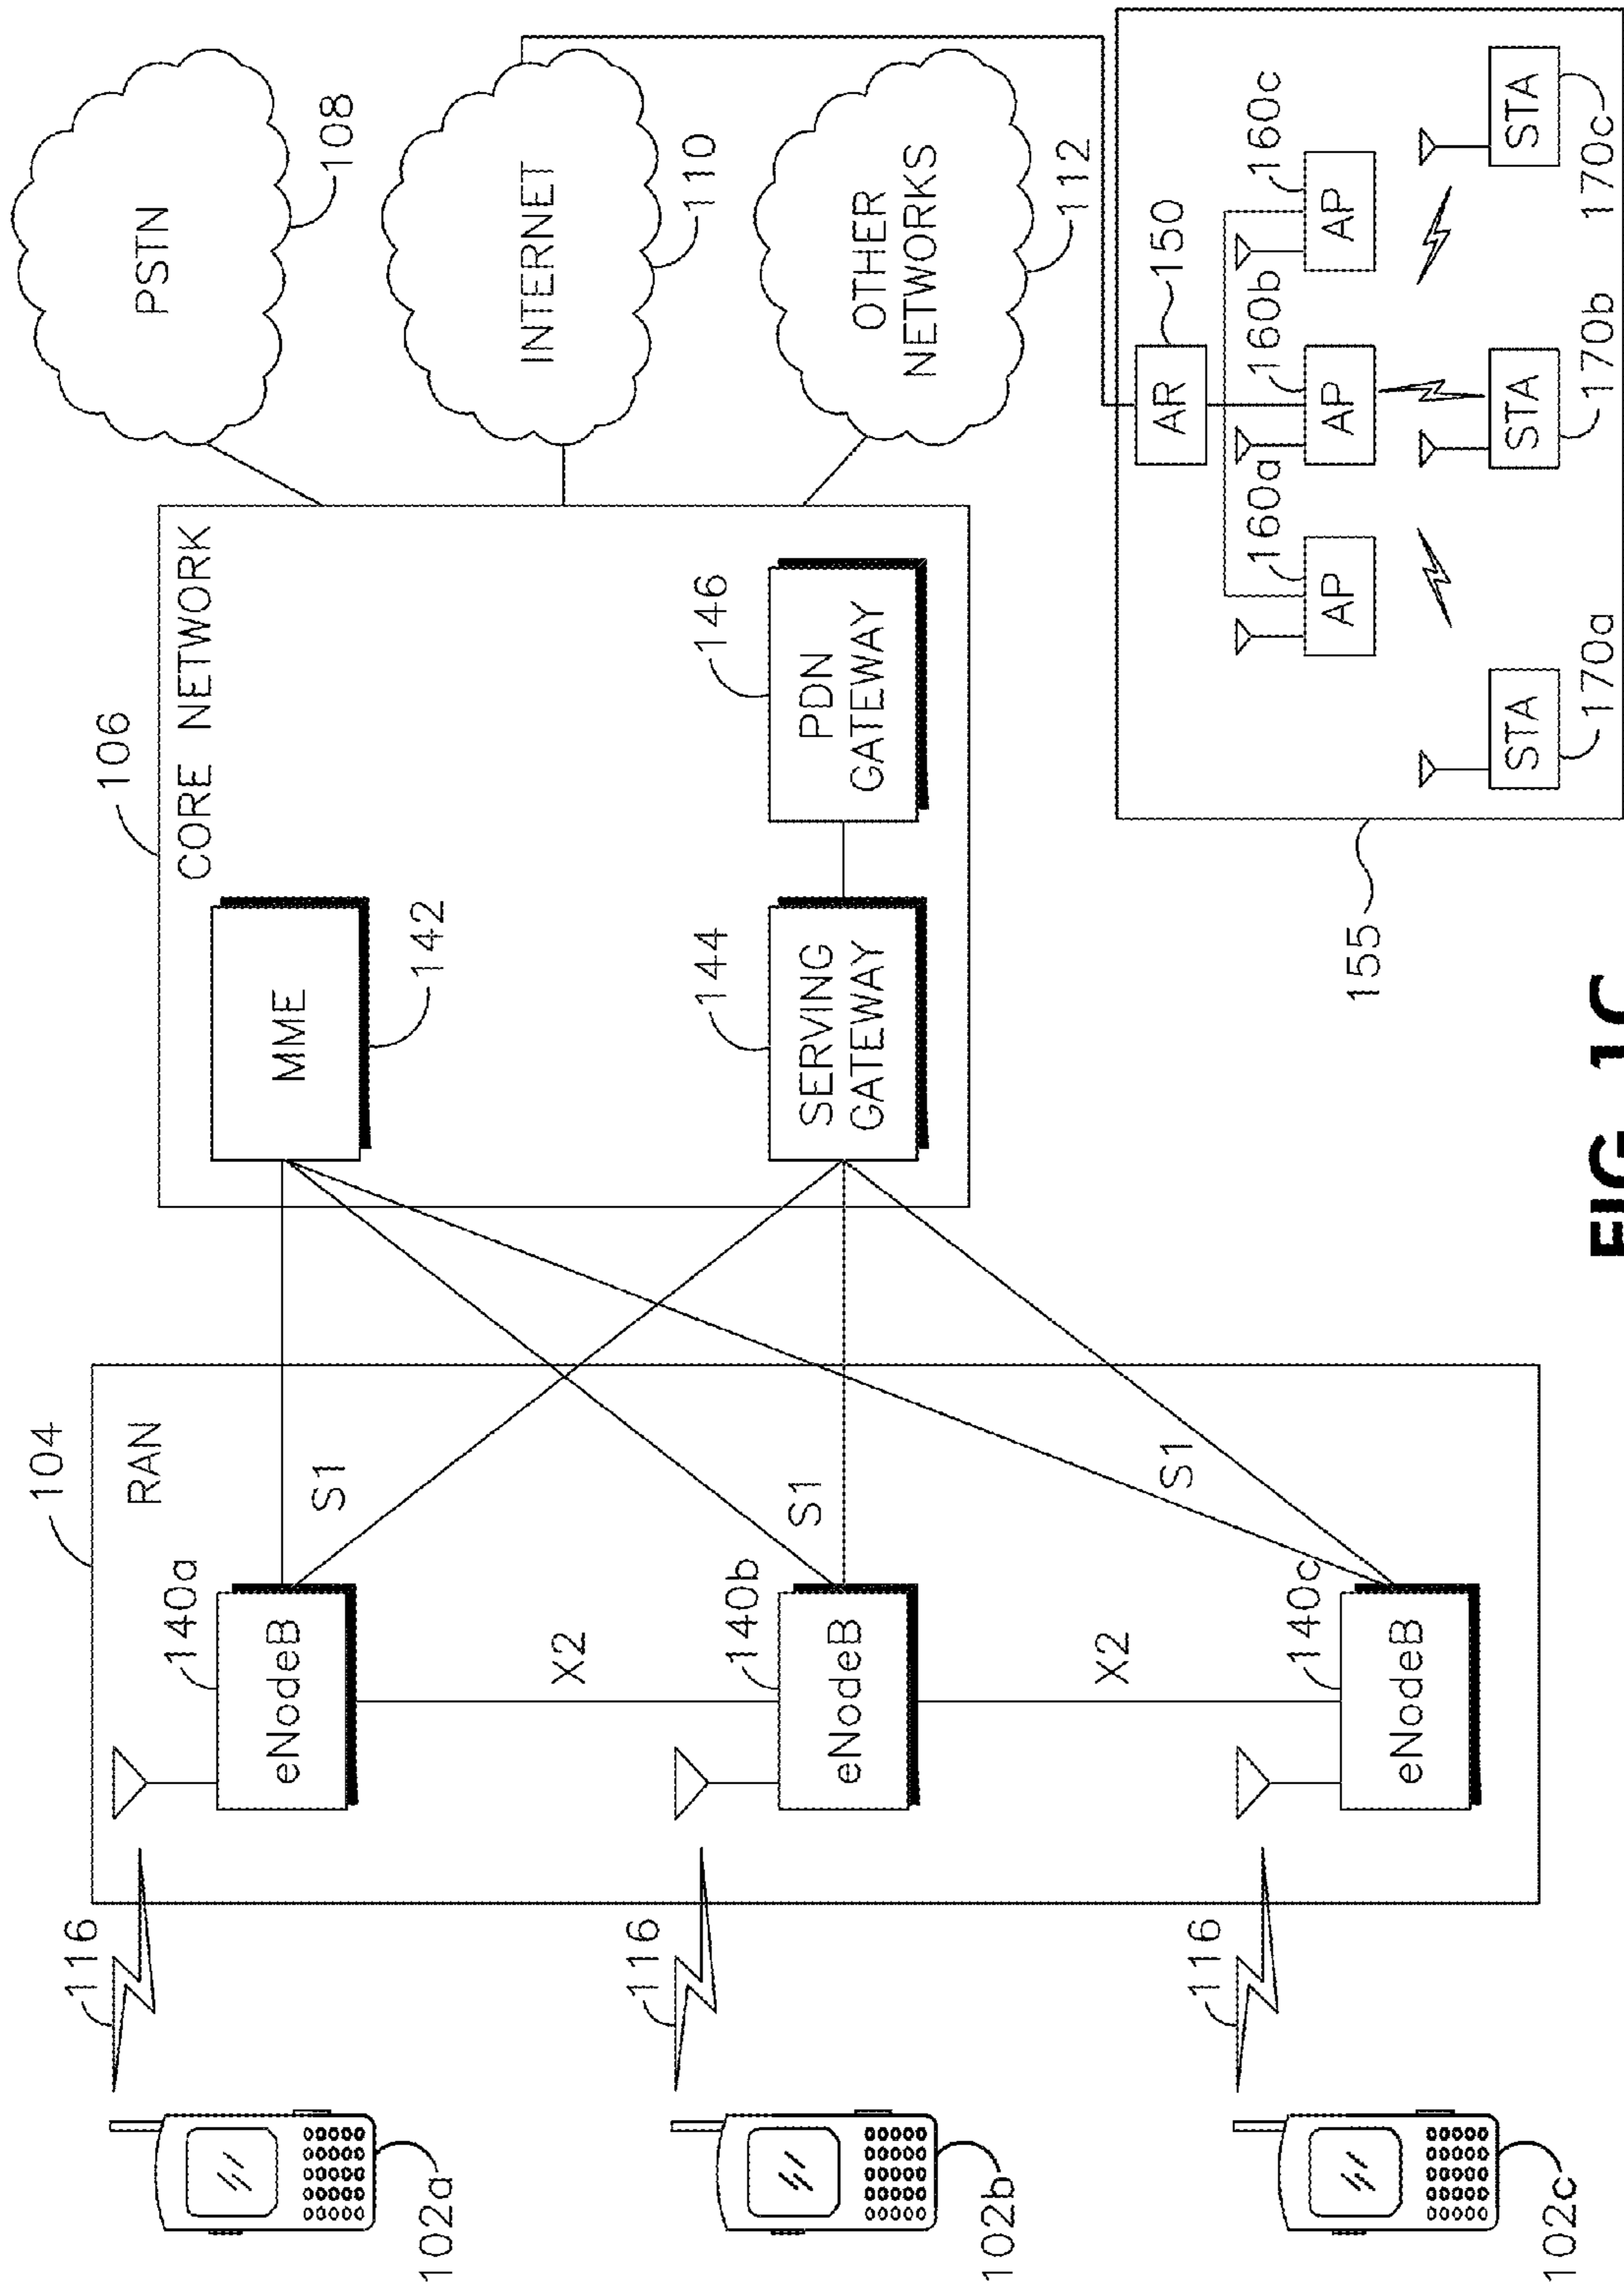 104
RAN
116
102a
140a
eNodeB
S1
X2
116
102b
140b
eNodeB
S1
X2
116
102c
140c
eNodeB
S1
106
CORE NETWORK
MME
142
144
SERVING
GATEWAY
146
PDN
GATEWAY
PSTN
108
INTERNET
110
OTHER
NETWORKS
112
155
AR
150
160a
AP
160b
AP
160c
AP
STA
170a
STA
170b
STA
170c
FIG. 1C